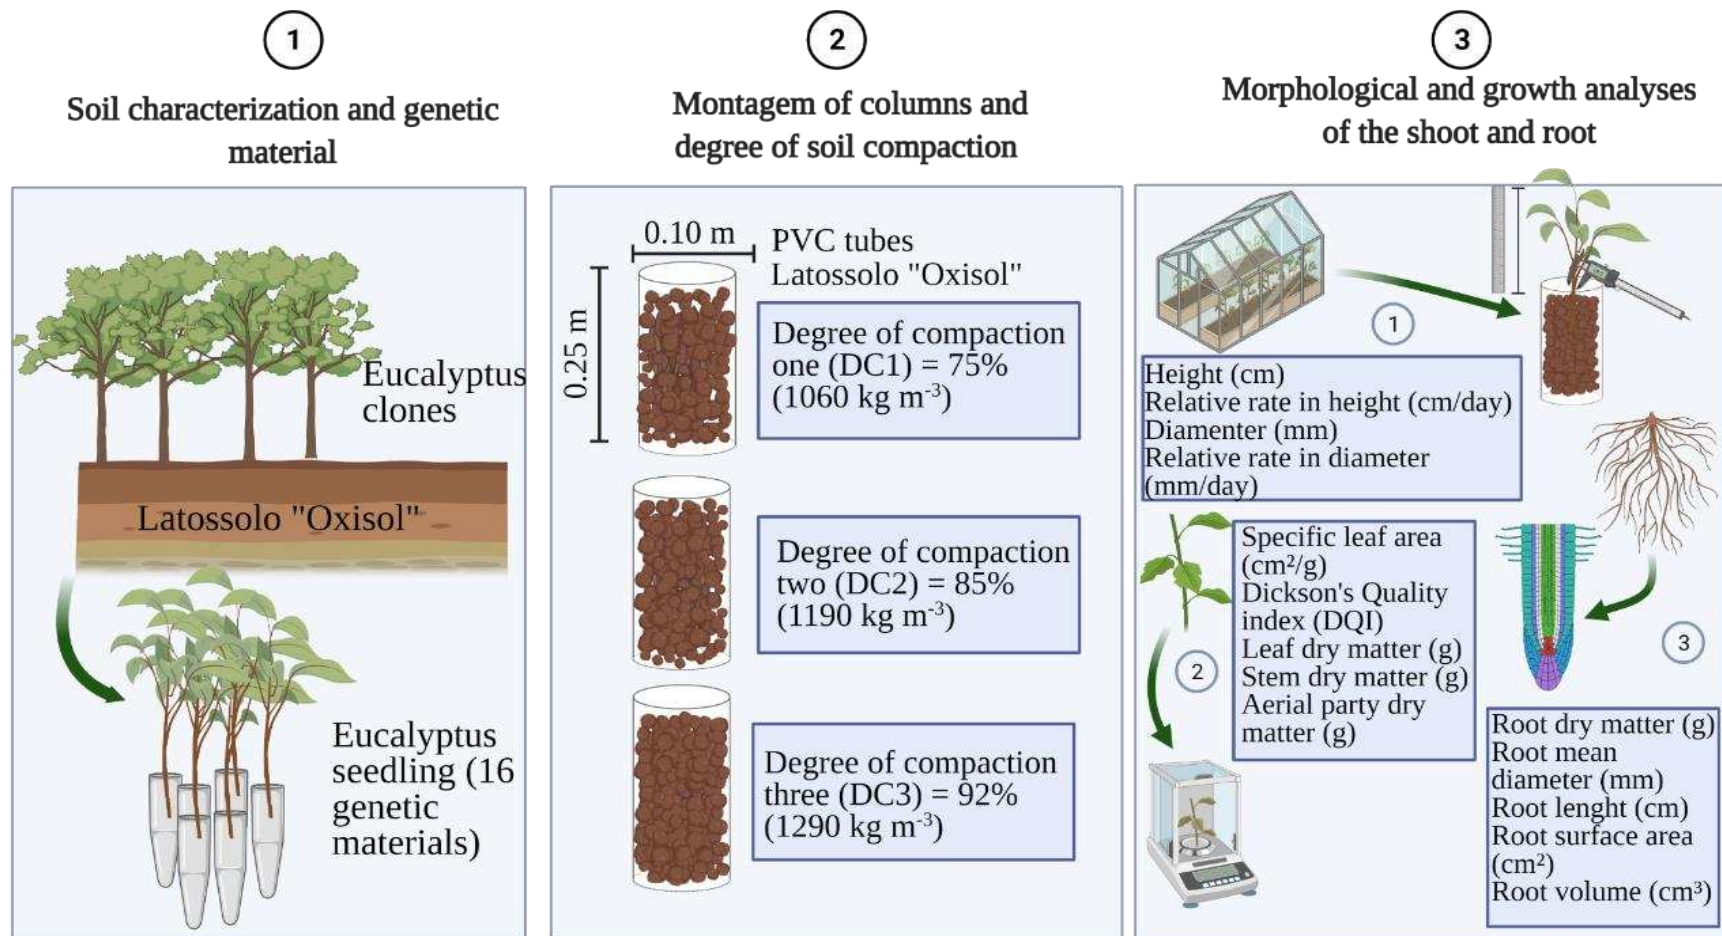 1
Soil characterization and genetic
material
Eucalyptus
clones
Latossolo "Oxisol"
Eucalyptus
seedling (16
genetic
materials)
2
Montagem of columns and
degree of soil compaction
0.10 m
0.25 m
PVC tubes
Latossolo "Oxisol"
Degree of compaction
one (DC1) = 75%
(1060 kg m⁻³)
Degree of compaction
two (DC2) = 85%
(1190 kg m⁻³)
Degree of compaction
three (DC3) = 92%
(1290 kg m⁻³)
3
Morphological and growth analyses
of the shoot and root
1
Height (cm)
Relative rate in height (cm/day)
Diamenter (mm)
Relative rate in diameter
(mm/day)
2
Specific leaf area
(cm²/g)
Dickson's Quality
index (DQI)
Leaf dry matter (g)
Stem dry matter (g)
Aerial party dry
matter (g)
3
Root dry matter (g)
Root mean
diameter (mm)
Root lenght (cm)
Root surface area
(cm²)
Root volume (cm³)